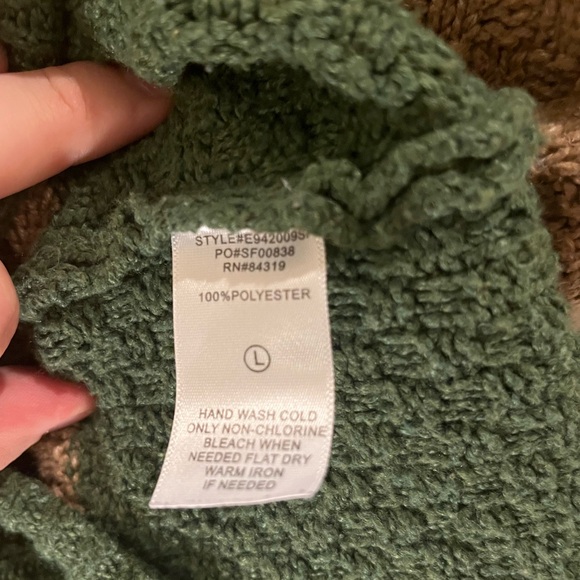 STYLE#E942009S
PO#SF00838
RN#84319
100%POLYESTER
L
HAND WASH COLD
ONLY NON-CHLORINE
BLEACH WHEN
NEEDED FLAT DRY
WARM IRON
IF NEEDED